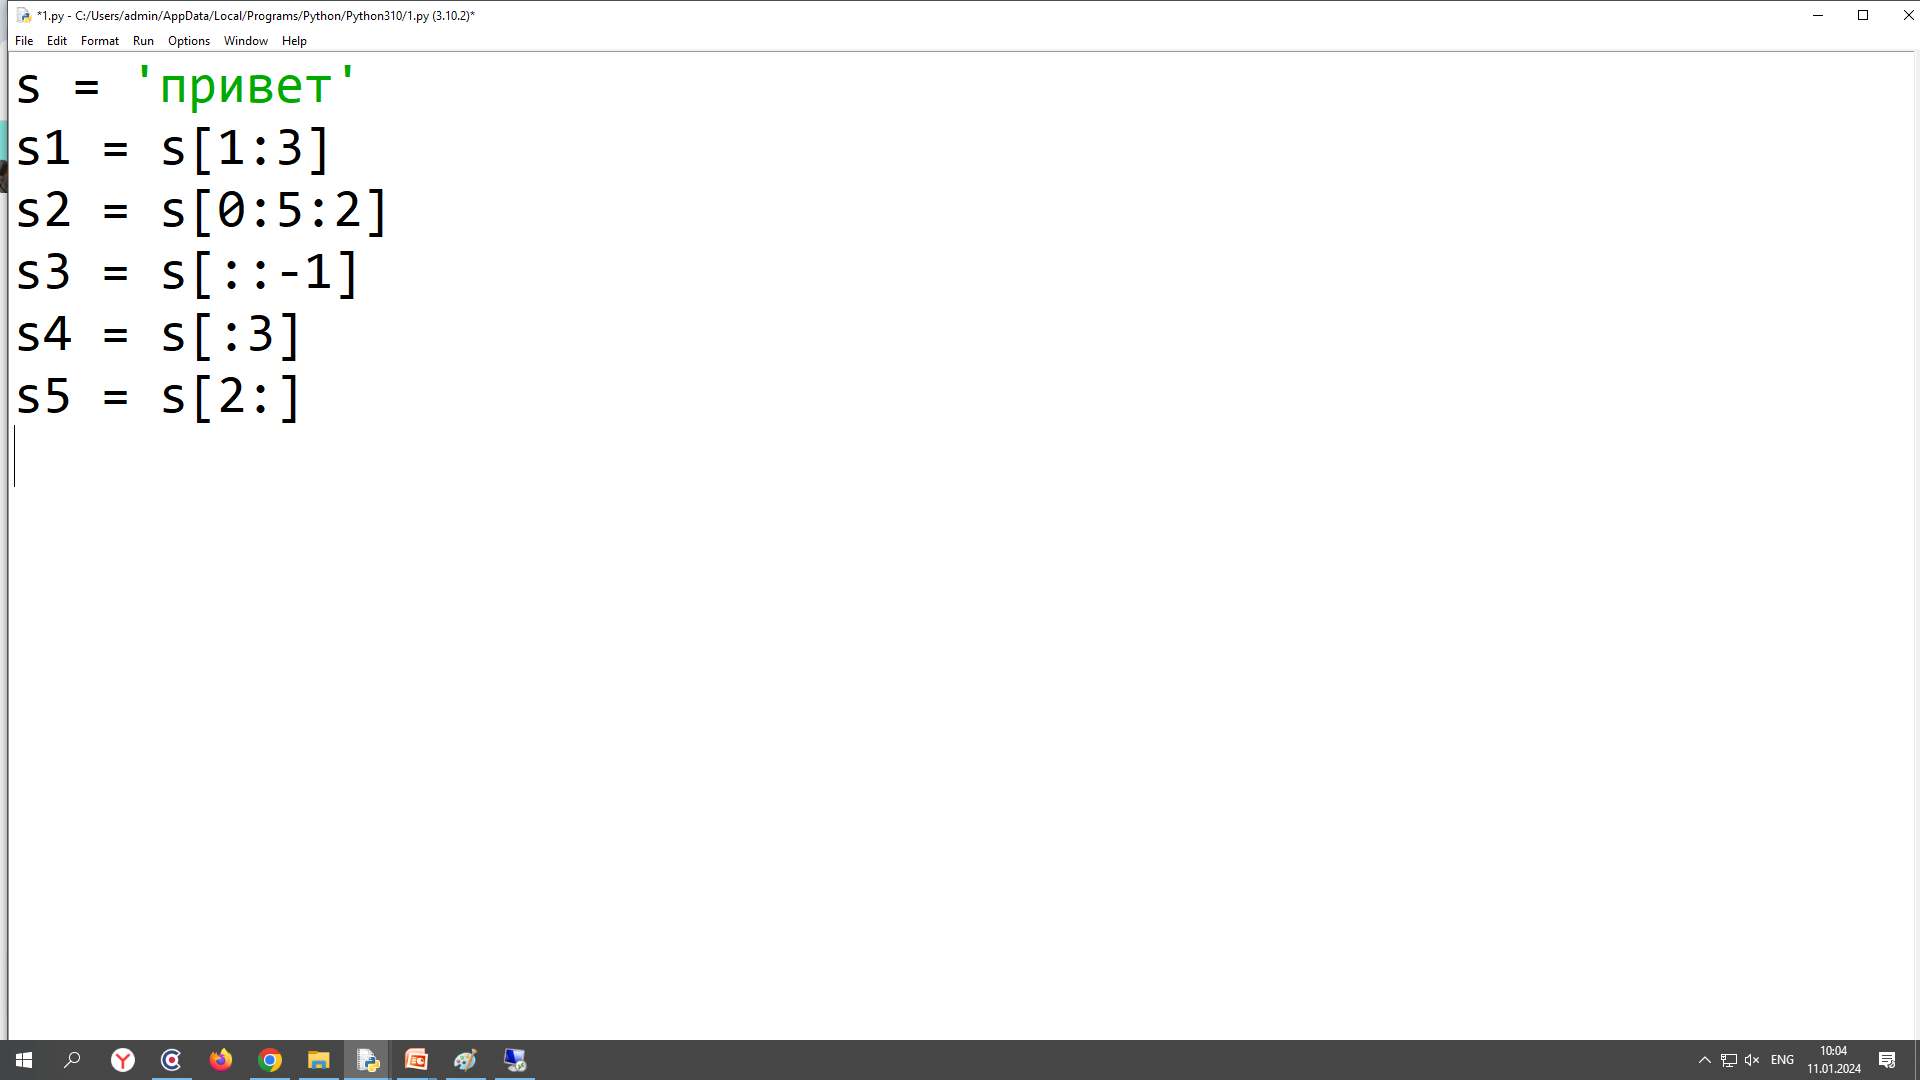 *1.py - C:/Users/admin/AppData/Local/Programs/Python/Python310/1.py (3.10.2)*
File Edit Format Run Options Window Help
s = 'привет'
s1 = s[1:3]
s2 = s[0:5:2]
s3 = s[::-1]
s4 = s[:3]
s5 = s[2:]
ENG
10:04
11.01.2024